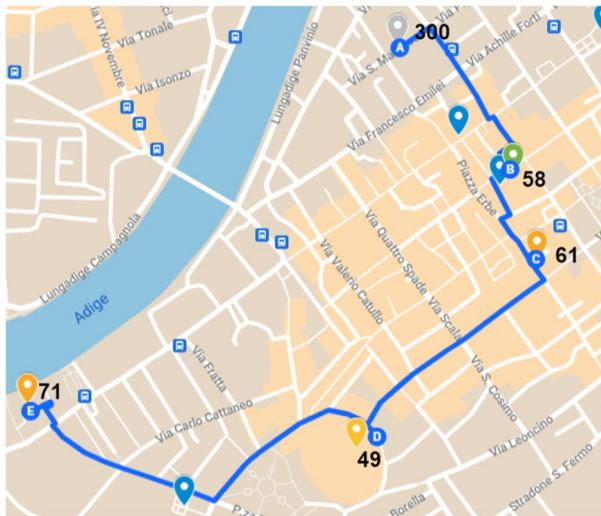 Via Tonale
Via IV Novembre
Via Isonzo
Lungadige Panvinio
A
300
Via S. Ma
Via Achille Forti
Via Francesco Emilei
Piazza Erbe
B
58
C
61
Lungadige Campagnola
Adige
Via Quattro Spade
Via Valerio Catullo
Via Scala
Via S. Cosimo
Via Fratta
71
E
Via Carlo Cattaneo
D
49
Via Leoncino
Stradone S. Fermo
Borella
P.za